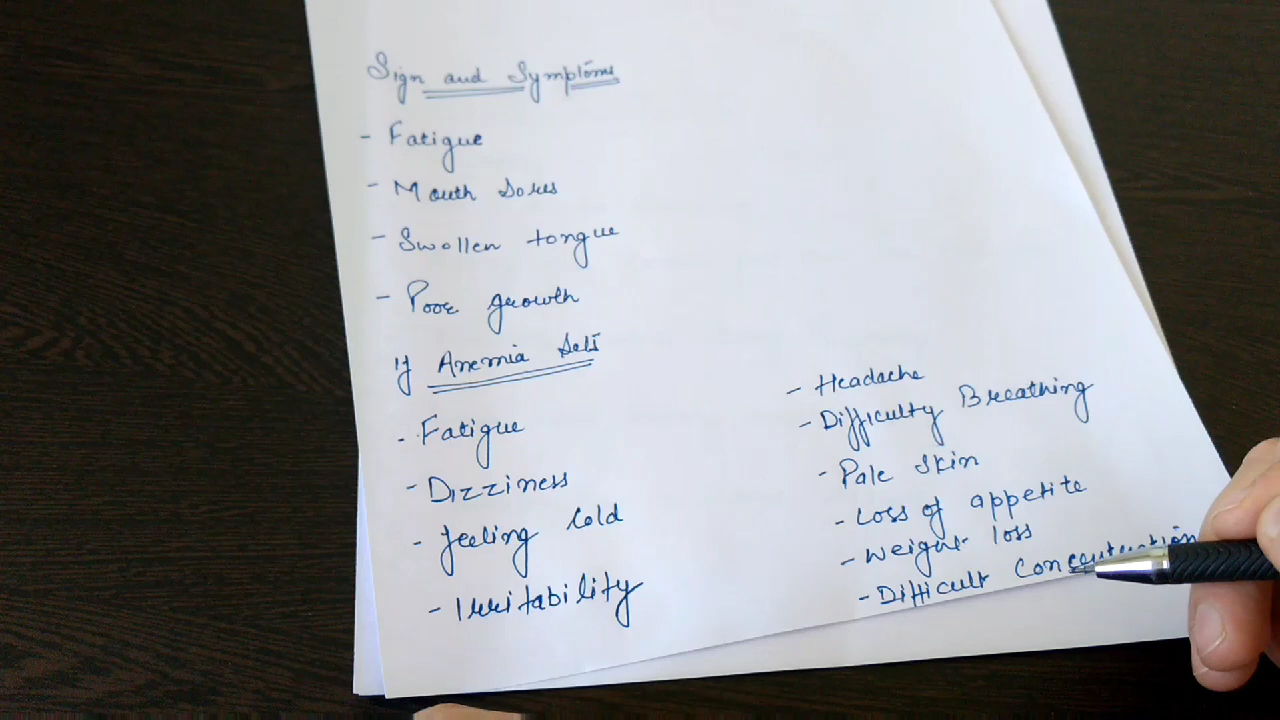 Sign and Symptoms
- Fatigue
- Mouth Sores
- Swollen tongue
- Poor growth
If Anemia Sets
- Fatigue
- Dizziness
- feeling Cold
- Irritability
- Headache
- Difficulty Breathing
- Pale Skin
- Loss of appetite
- Weight loss
- Difficult Concentration